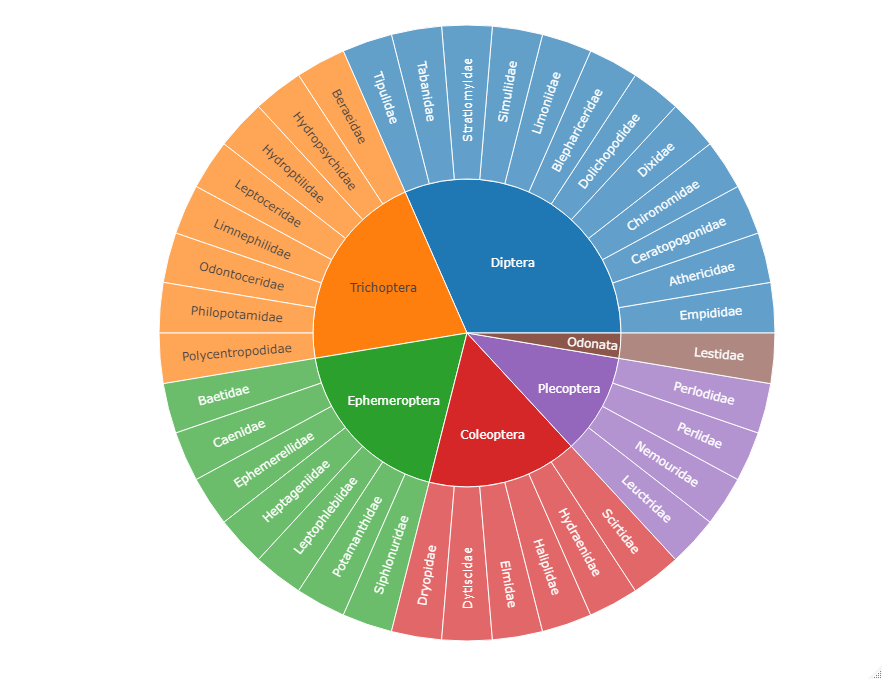 Diptera
Tipulidae
Tabanidae
Stratiomyidae
Simuliidae
Limoniidae
Blephariceridae
Dolichopodidae
Dixidae
Chironomidae
Ceratopogonidae
Athericidae
Empididae
Odonata
Lestidae
Plecoptera
Perlodidae
Perlidae
Nemouridae
Leuctridae
Coleoptera
Scirtidae
Hydraenidae
Haliplidae
Elmidae
Dytiscidae
Dryopidae
Ephemeroptera
Siphlonuridae
Potamanthidae
Leptophlebiidae
Heptageniidae
Ephemerellidae
Caenidae
Baetidae
Trichoptera
Polycentropodidae
Philopotamidae
Odontoceridae
Limnephilidae
Leptoceridae
Hydroptilidae
Hydropsychidae
Beraeidae